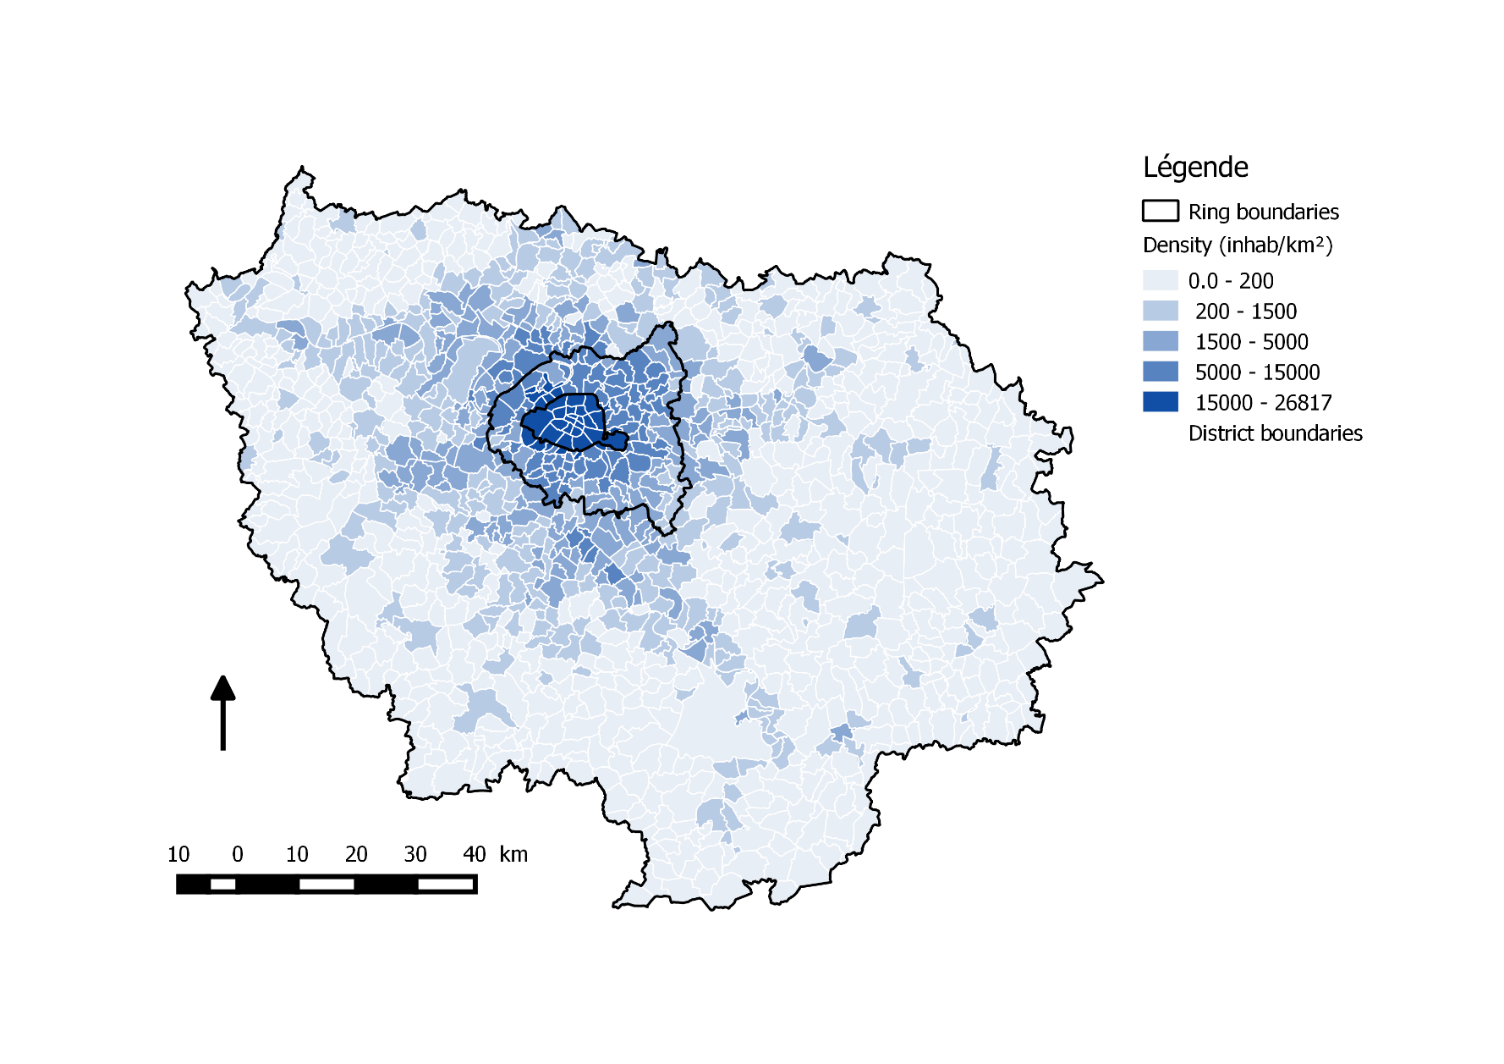 Légende
Ring boundaries
Density (inhab/km²)
0.0 - 200
200 - 1500
1500 - 5000
5000 - 15000
15000 - 26817
District boundaries
10 0 10 20 30 40 km